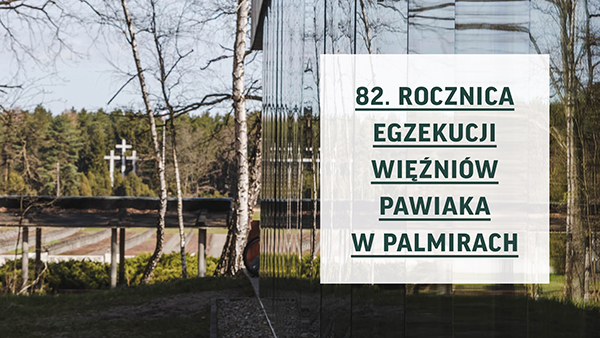 82. ROCZNICA
EGZEKUCJI
WIĘŹNIÓW
PAWIAKA
W PALMIRACH